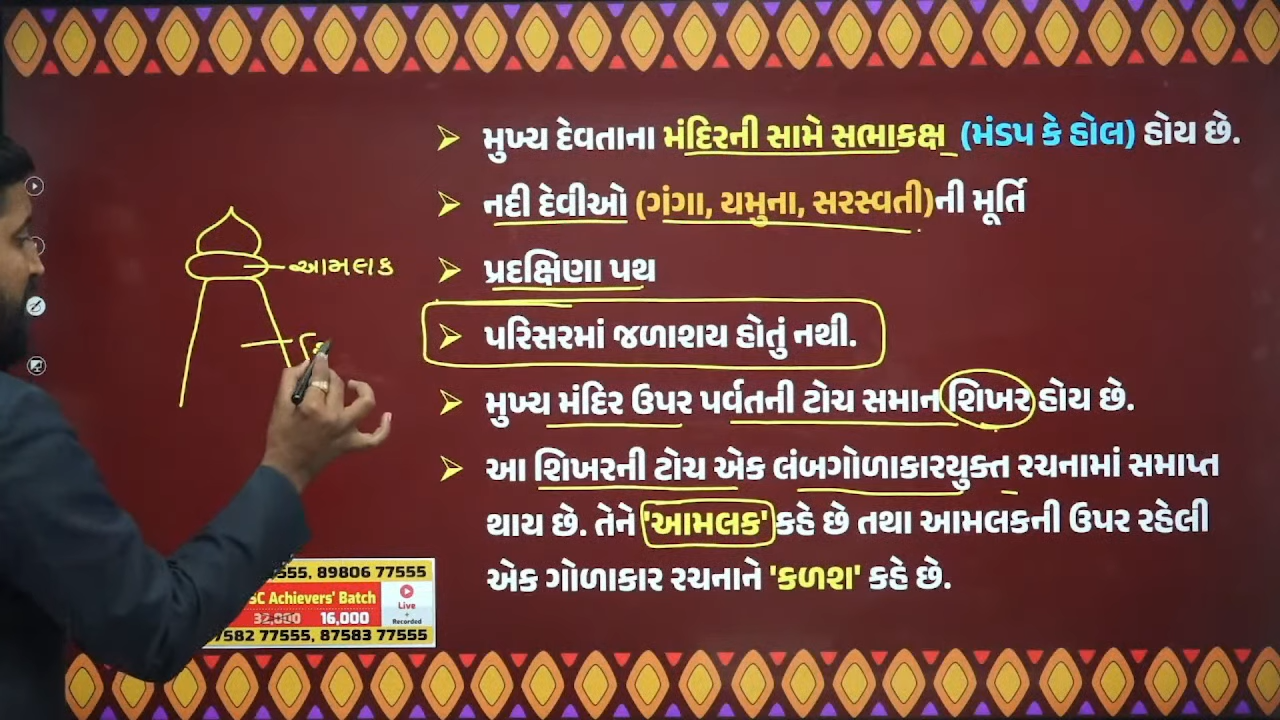 ➢ મુખ્ય દેવતાના મંદિરની સામે સભાકક્ષ (મંડપ કે હોલ) હોય છે.
➢ નદી દેવીઓ (ગંગા, યમુના, સરસ્વતી)ની મૂર્તિ
➢ પ્રદક્ષિણા પથ
➢ પરિસરમાં જળાશય હોતું નથી.
➢ મુખ્ય મંદિર ઉપર પર્વતની ટોચ સમાન શિખર હોય છે.
➢ આ શિખરની ટોચ એક લંબગોળાકારયુક્ત રચનામાં સમાપ્ત
થાય છે. તેને 'આમલક' કહે છે તથા આમલકની ઉપર રહેલી
એક ગોળાકાર રચનાને 'કળશ' કહે છે.
આમલક
89806 77555
Achievers' Batch
32,000 16,000
Live
+
Recorded
77555, 87583 77555